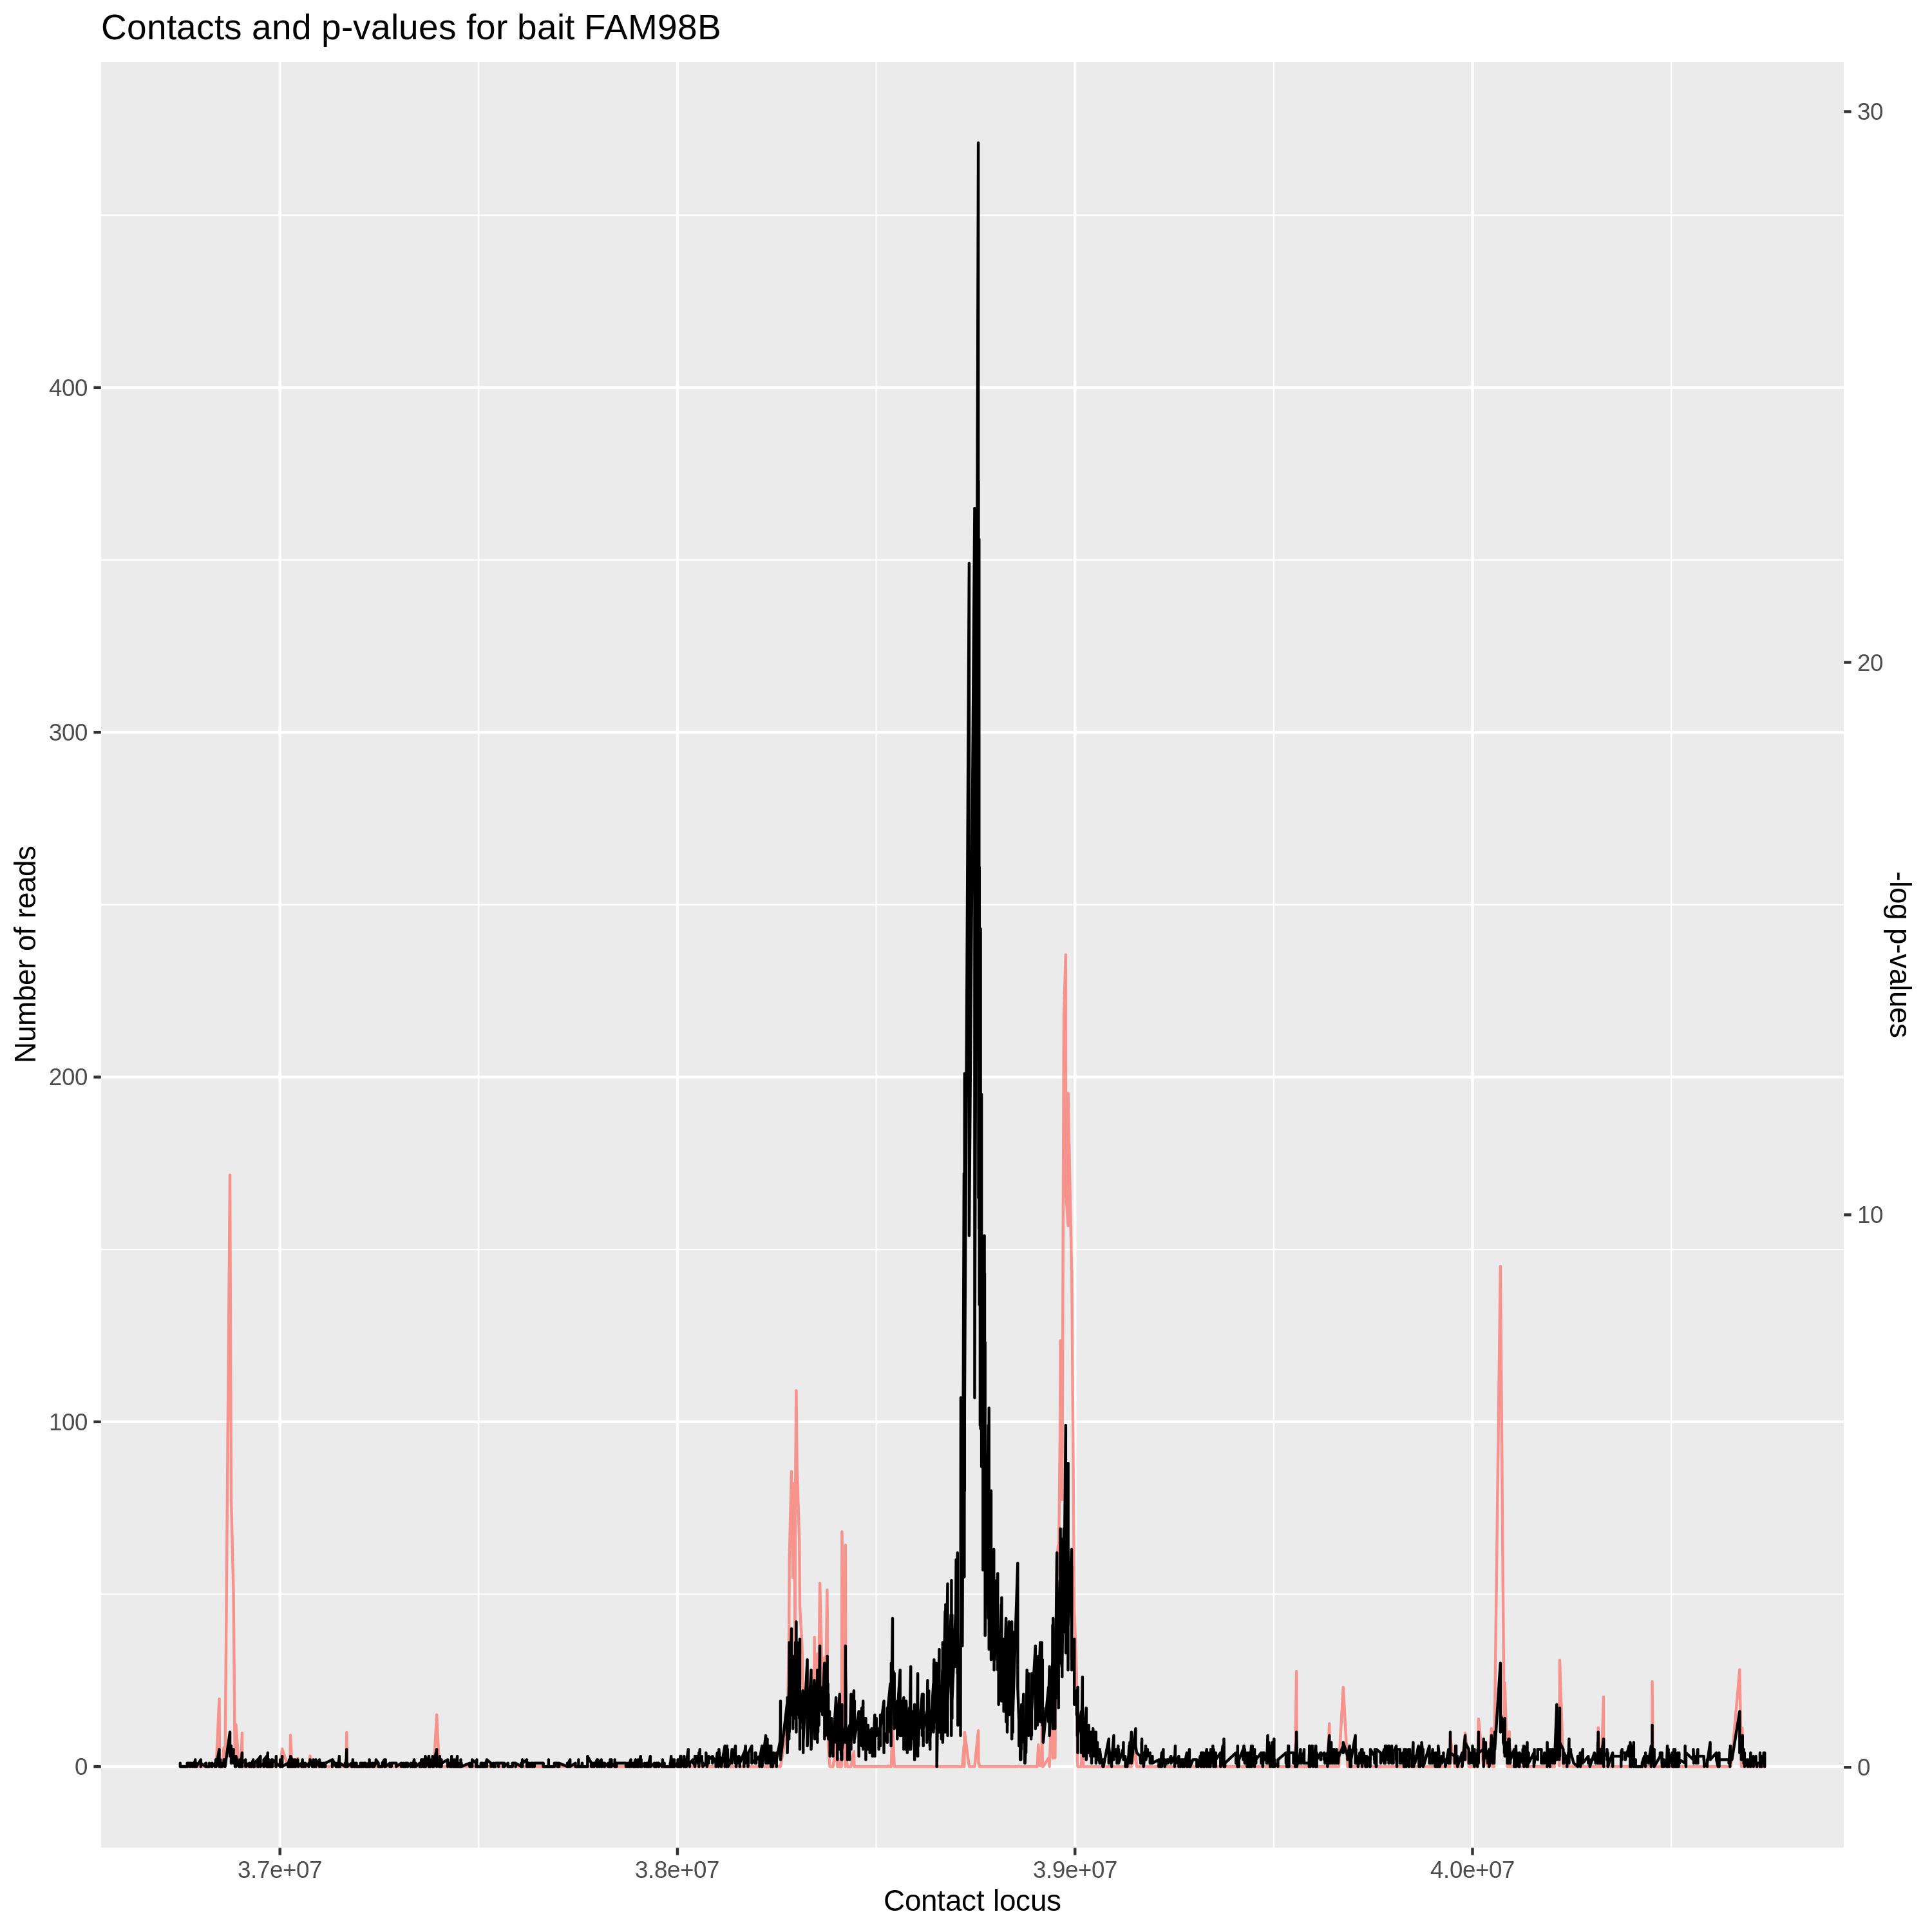 Contacts and p-values for bait FAM98B
Number of reads
400
300
200
100
0
30
20
10
0
-log p-values
3.7e+07
3.8e+07
3.9e+07
4.0e+07
Contact locus